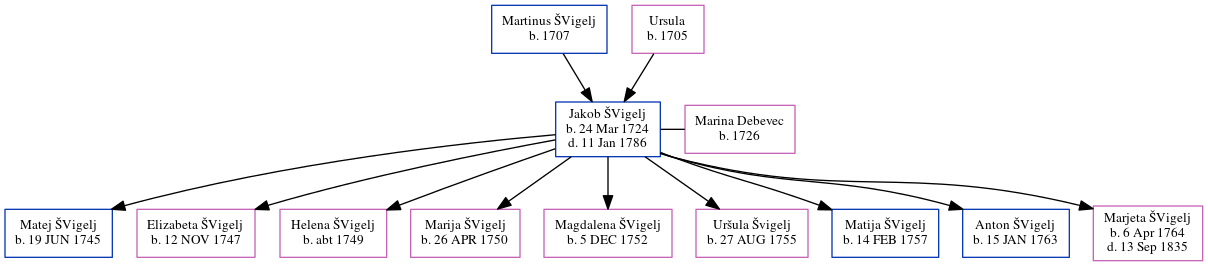 Martinus ŠVigelj
b. 1707
Ursula
b. 1705
Jakob ŠVigelj
b. 24 Mar 1724
d. 11 Jan 1786
Marina Debevec
b. 1726
Matej ŠVigelj
b. 19 JUN 1745
Elizabeta ŠVigelj
b. 12 NOV 1747
Helena ŠVigelj
b. abt 1749
Marija ŠVigelj
b. 26 APR 1750
Magdalena ŠVigelj
b. 5 DEC 1752
Uršula Švigelj
b. 27 AUG 1755
Matija ŠVigelj
b. 14 FEB 1757
Anton ŠVigelj
b. 15 JAN 1763
Marjeta ŠVigelj
b. 6 Apr 1764
d. 13 Sep 1835